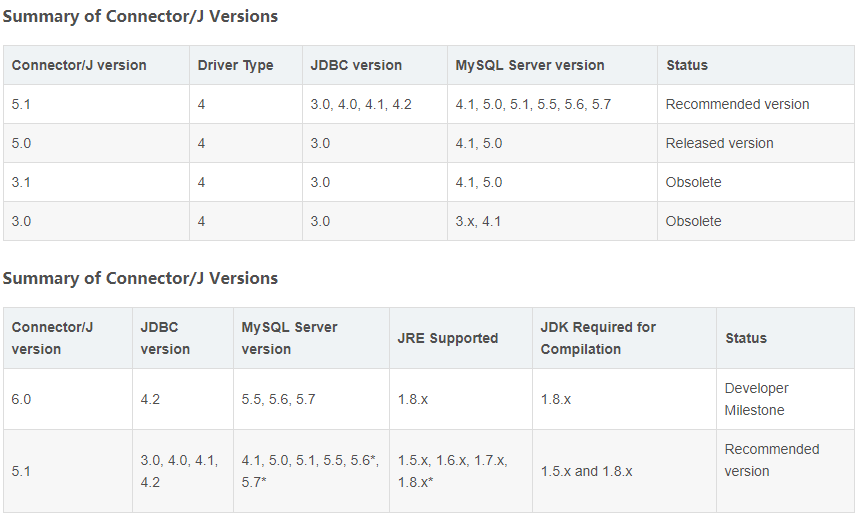 Summary of Connector/J Versions
Connector/J version Driver Type JDBC version MySQL Server version Status
5.1 4 3.0, 4.0, 4.1, 4.2 4.1, 5.0, 5.1, 5.5, 5.6, 5.7 Recommended version
5.0 4 3.0 4.1, 5.0 Released version
3.1 4 3.0 4.1, 5.0 Obsolete
3.0 4 3.0 3.x, 4.1 Obsolete
Summary of Connector/J Versions
Connector/J
version
JDBC
version
MySQL Server
version
JRE Supported
JDK Required for
Compilation
Status
6.0
4.2
5.5, 5.6, 5.7
1.8.x
1.8.x
Developer
Milestone
5.1
3.0, 4.0, 4.1,
4.2
4.1, 5.0, 5.1, 5.5, 5.6*,
5.7*
1.5.x, 1.6.x, 1.7.x,
1.8.x*
1.5.x and 1.8.x
Recommended
version